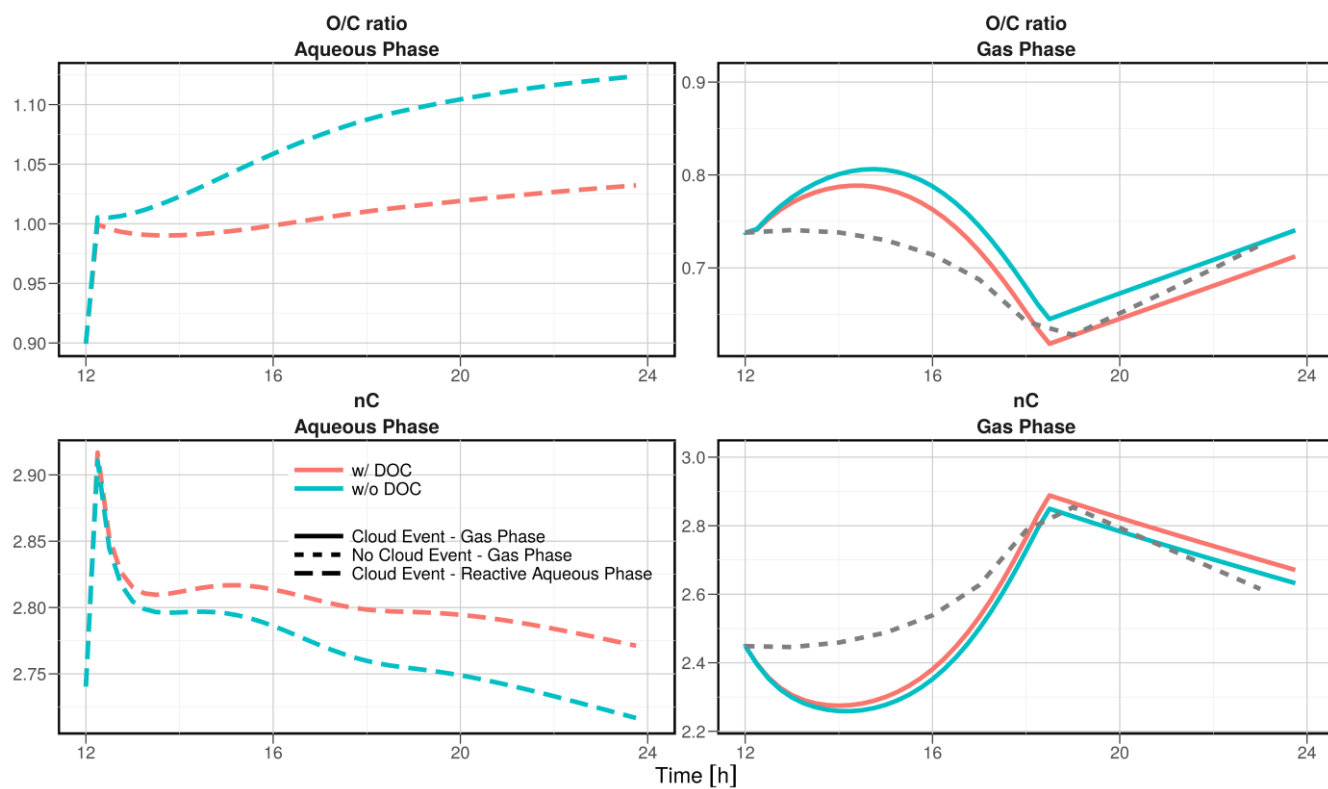 O/C ratio
Aqueous Phase
1.10
1.05
1.00
0.95
0.90
12
16
20
24
O/C ratio
Gas Phase
0.9
0.8
0.7
12
16
20
24
nC
Aqueous Phase
2.90
2.85
2.80
2.75
w/ DOC
w/o DOC
Cloud Event - Gas Phase
No Cloud Event - Gas Phase
Cloud Event - Reactive Aqueous Phase
12
16
20
24
nC
Gas Phase
3.0
2.8
2.6
2.4
2.2
12
16
20
24
Time [h]